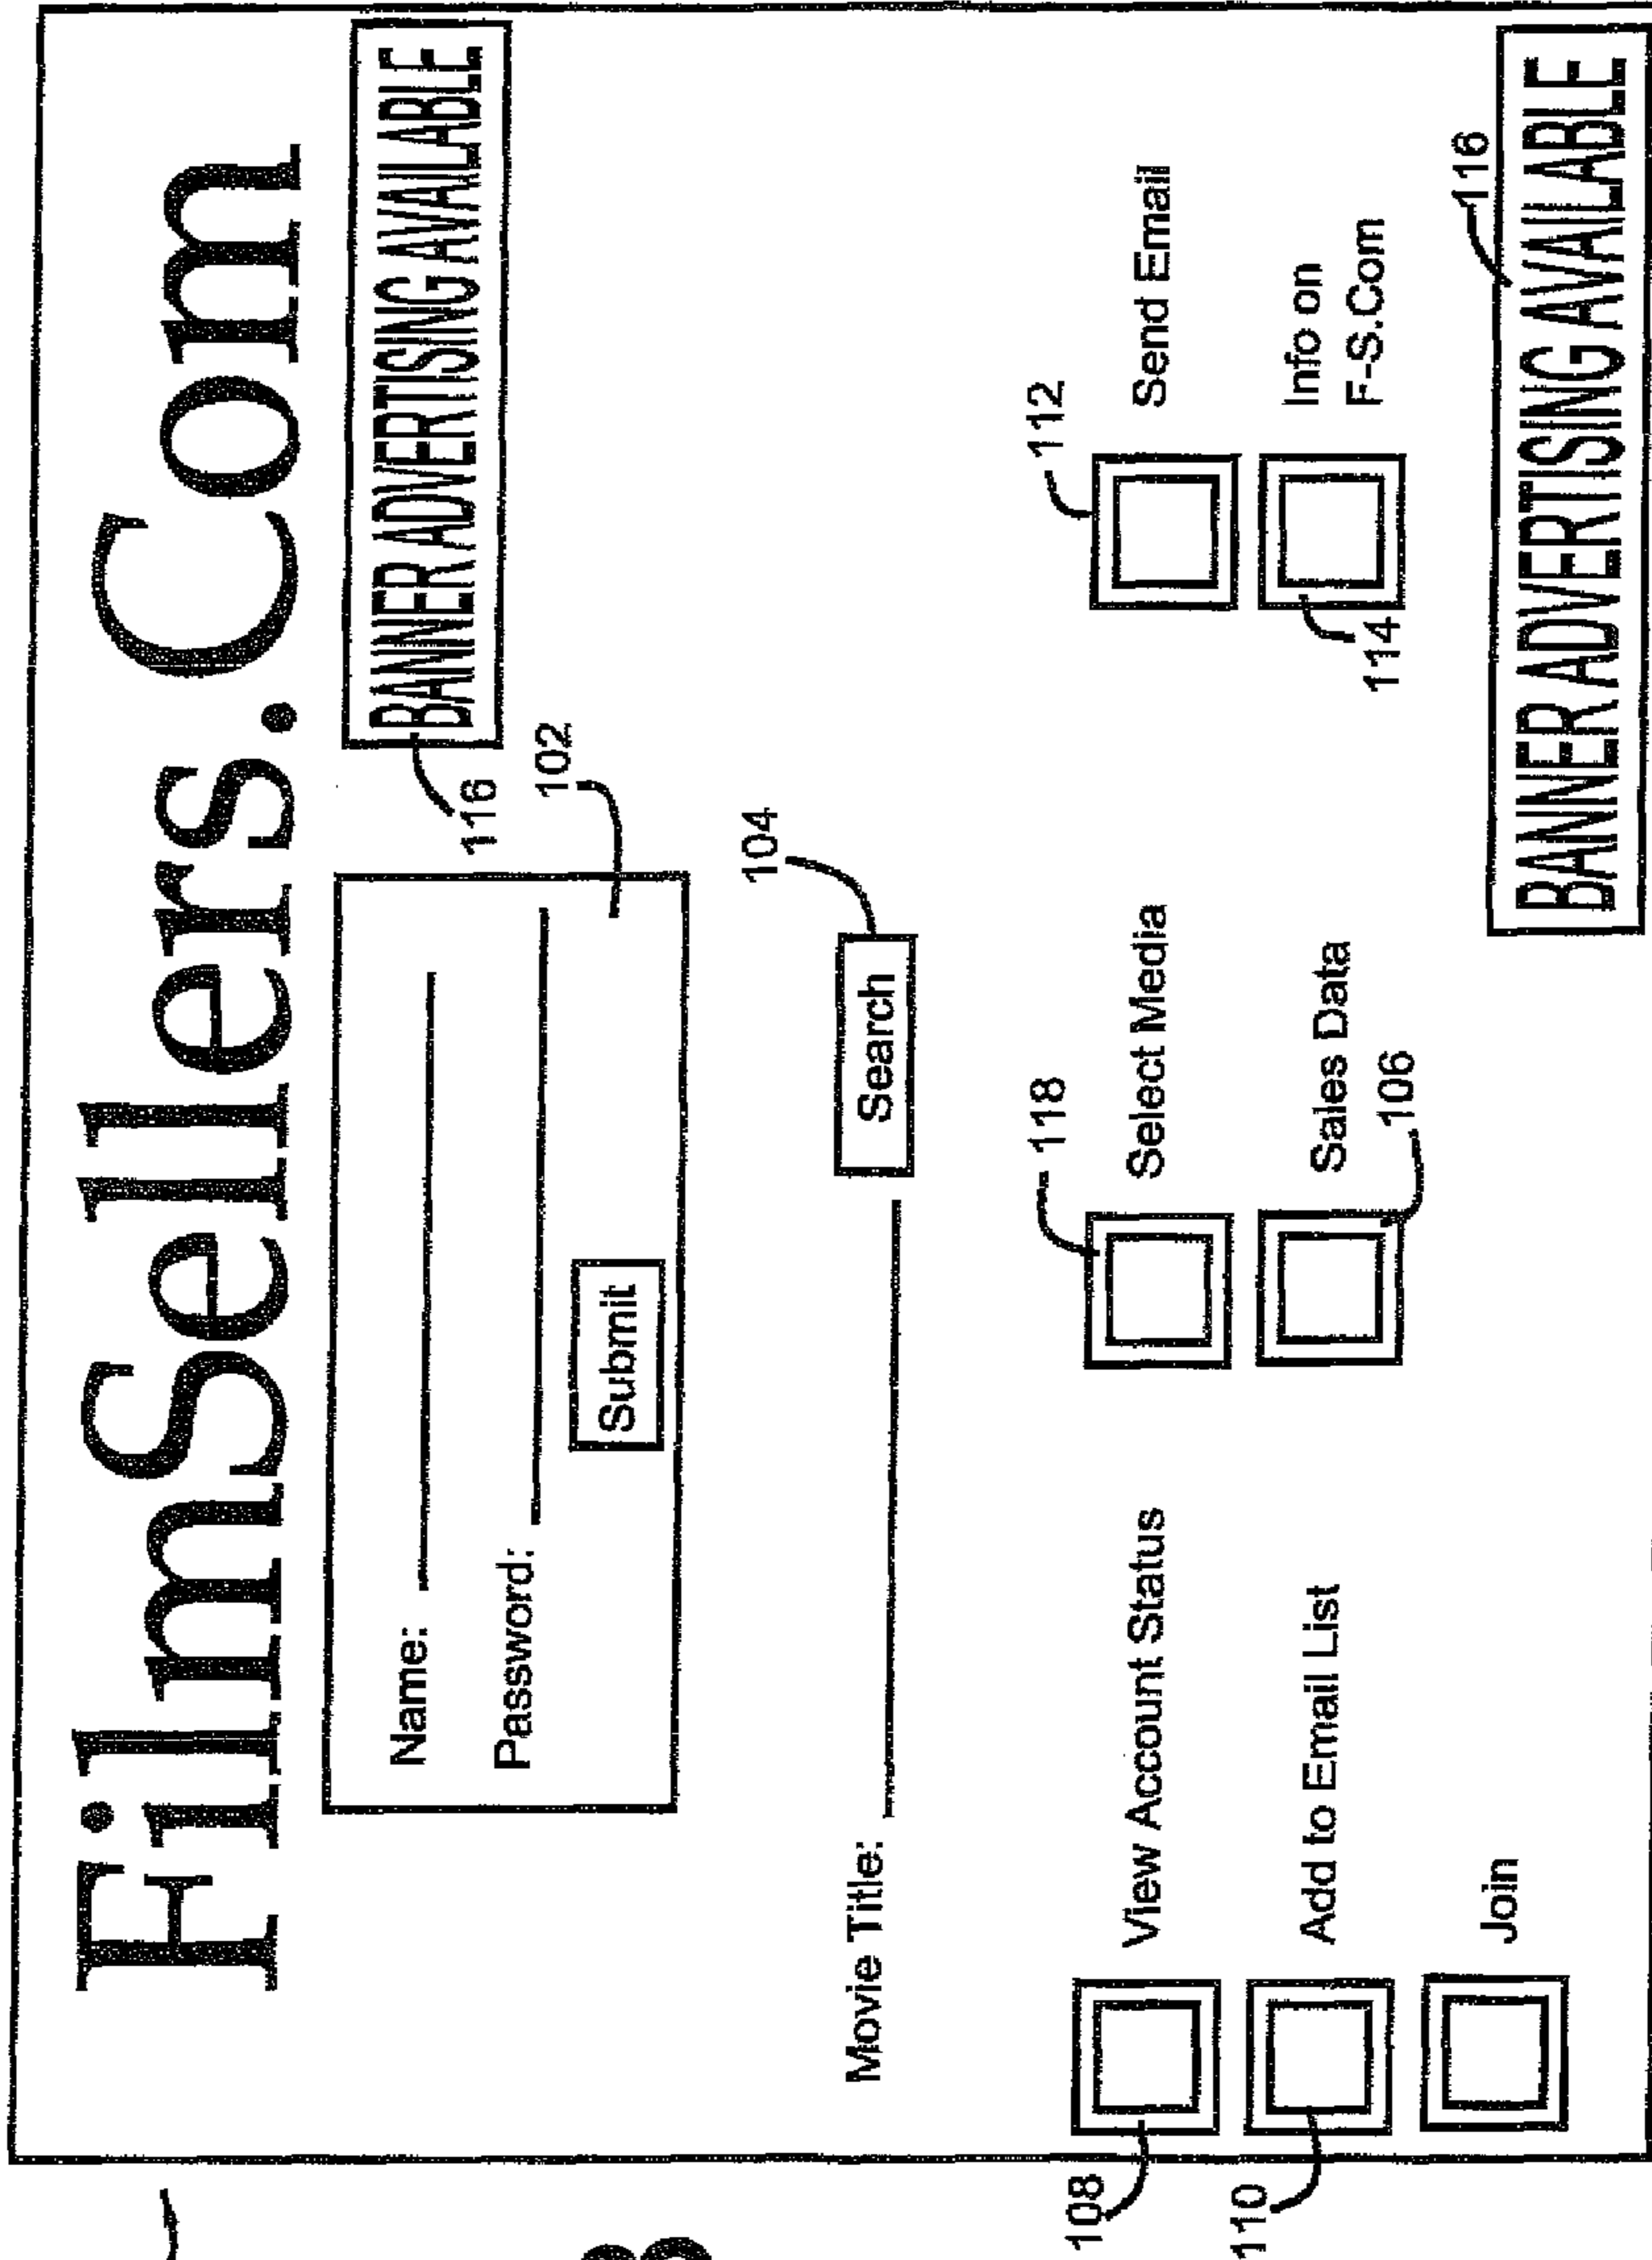 FilmSellers.Com
BANNER ADVERTISING AVAILABLE
116
Name:
Password:
102
Submit
104
Movie Title:
Search
118
112
108
View Account Status
Select Media
Send Email
110
Add to Email List
Sales Data
106
114
Info on
F-S.Com
Join
116
BANNER ADVERTISING AVAILABLE